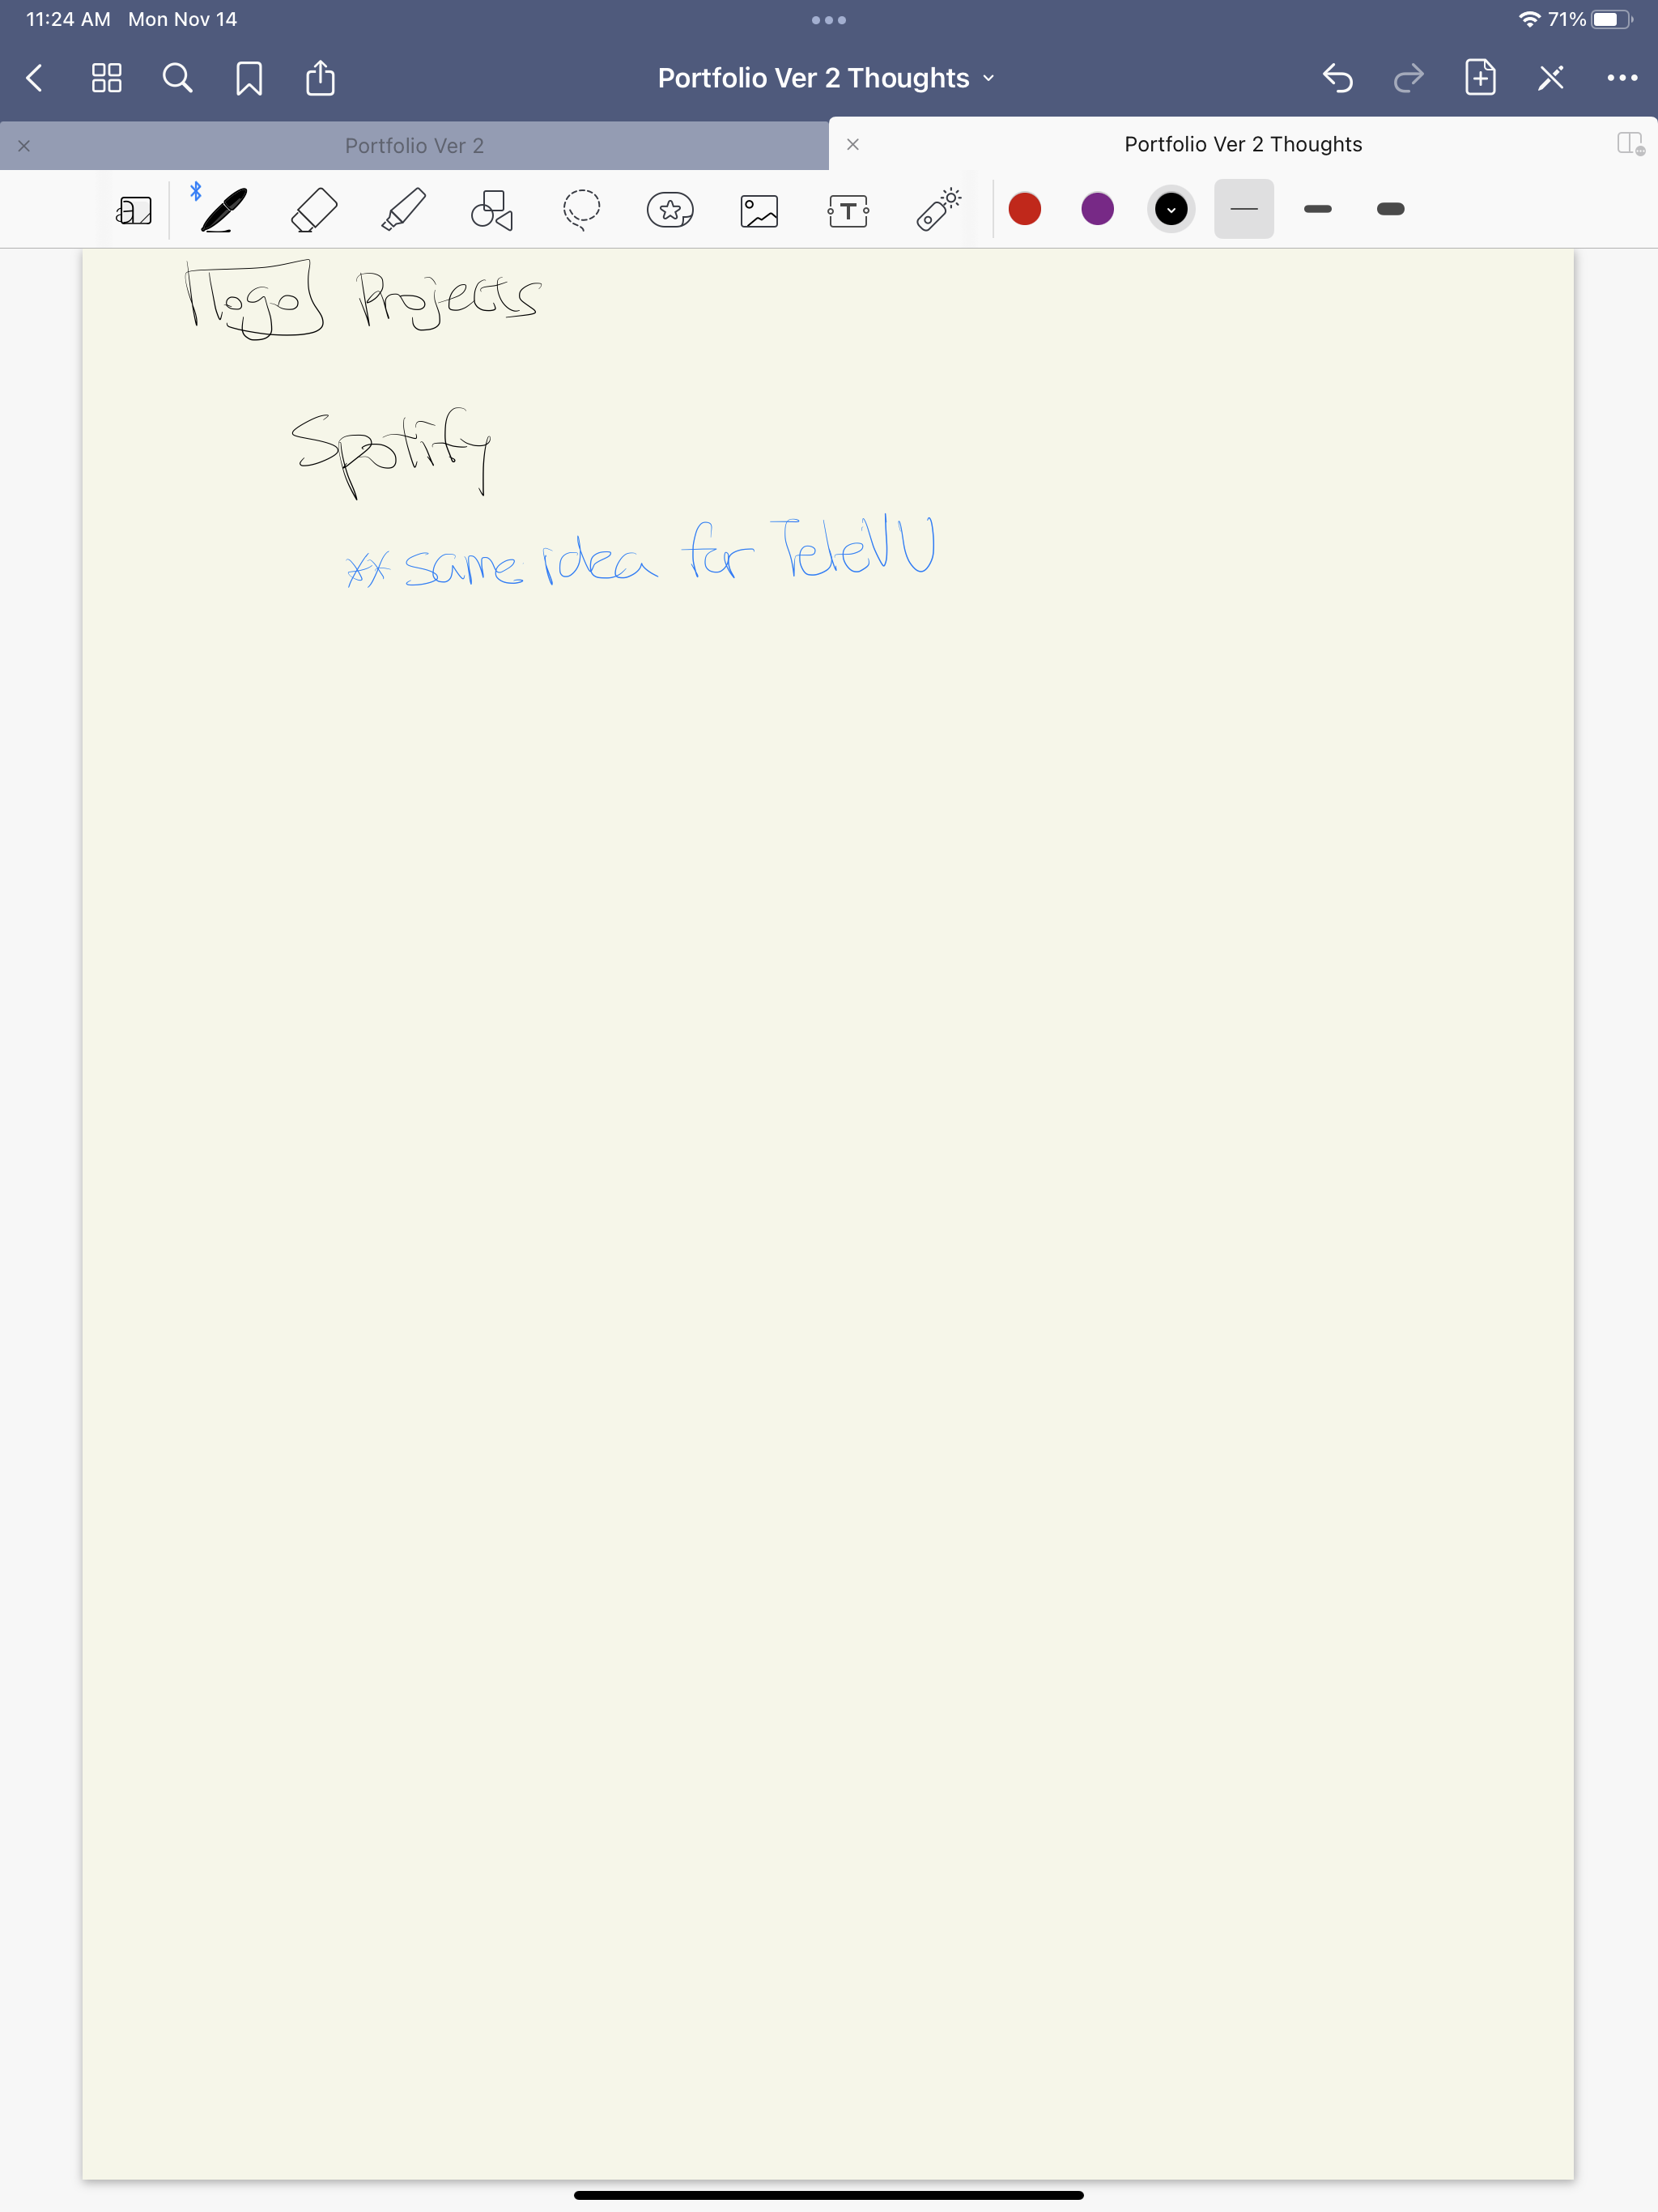 11:24 AM Mon Nov 14 71%
Portfolio Ver 2 Thoughts
Portfolio Ver 2 Portfolio Ver 2 Thoughts
logo Projects
Spotify
** same idea for TeleVU